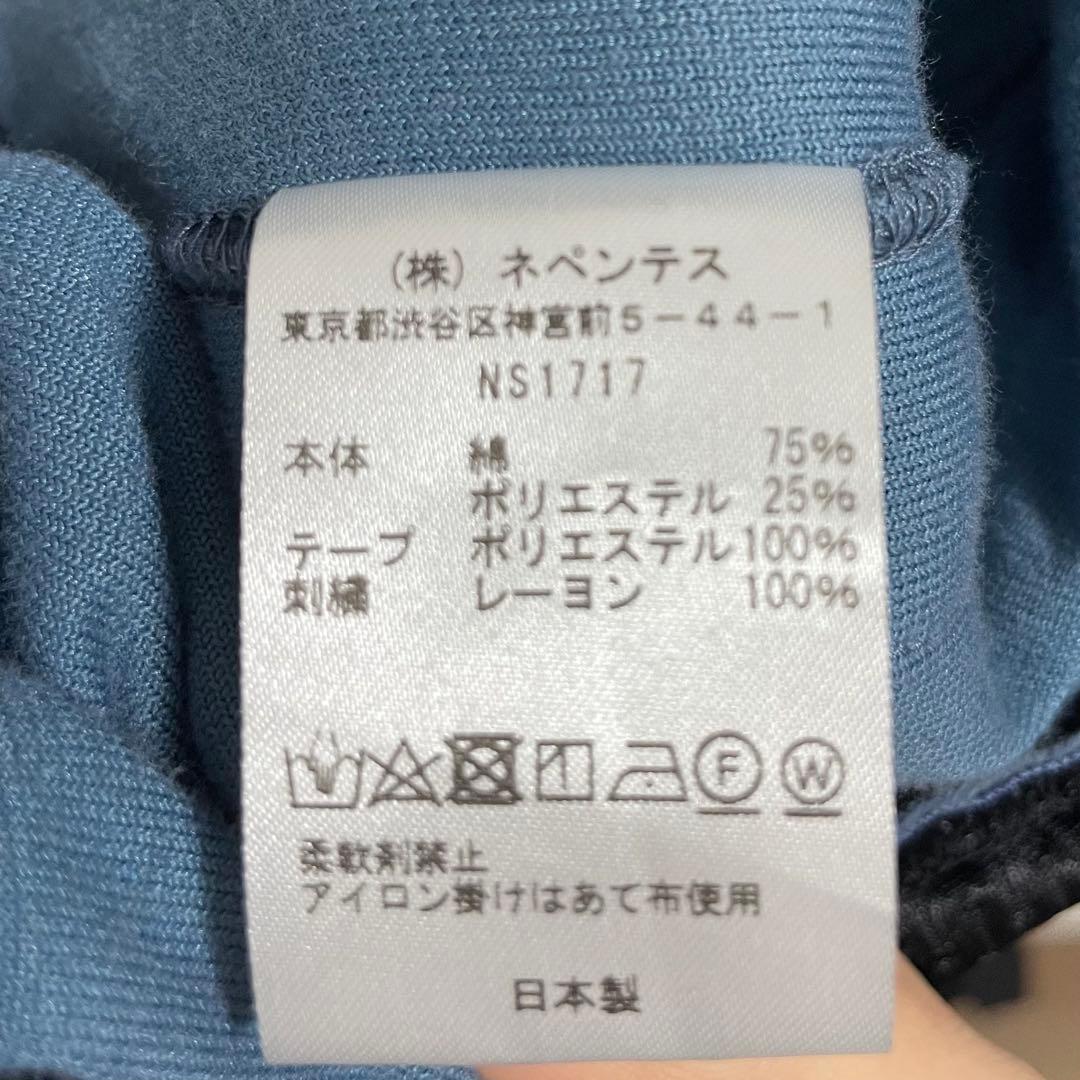 (株) ネペンテス
東京都渋谷区神宮前5-44-1
NS1717
本体 綿 75%
ポリエステル 25%
テープ ポリエステル 100%
刺繍 レーヨン 100%
F W
柔軟剤禁止
アイロン掛けはあて布使用
日本製